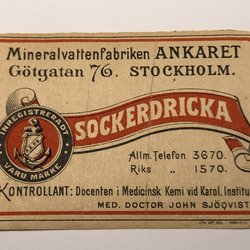 Mineralvattenfabriken ANKARET
Götgatan 76. STOCKHOLM.
INREGISTRERADT
VARU MÄRKE
SOCKERDRICKA
Allm. Telefon 3670.
Riks „ 1570.
KONTROLLANT: Docenten i Medicinsk Kemi vid Karol. Institu
MED. DOCTOR JOHN SJÖQVIST